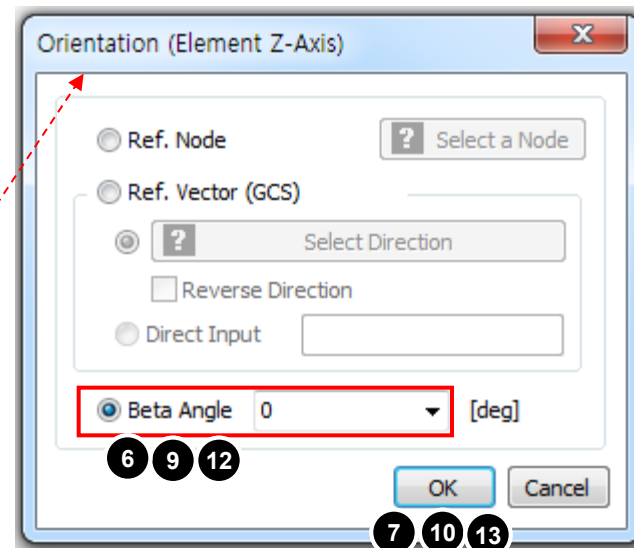 Orientation (Element Z-Axis)
Ref. Node
? Select a Node
Ref. Vector (GCS)
? Select Direction
Reverse Direction
Direct Input
Beta Angle 0 [deg]
6 9 12
OK Cancel
7 10 13